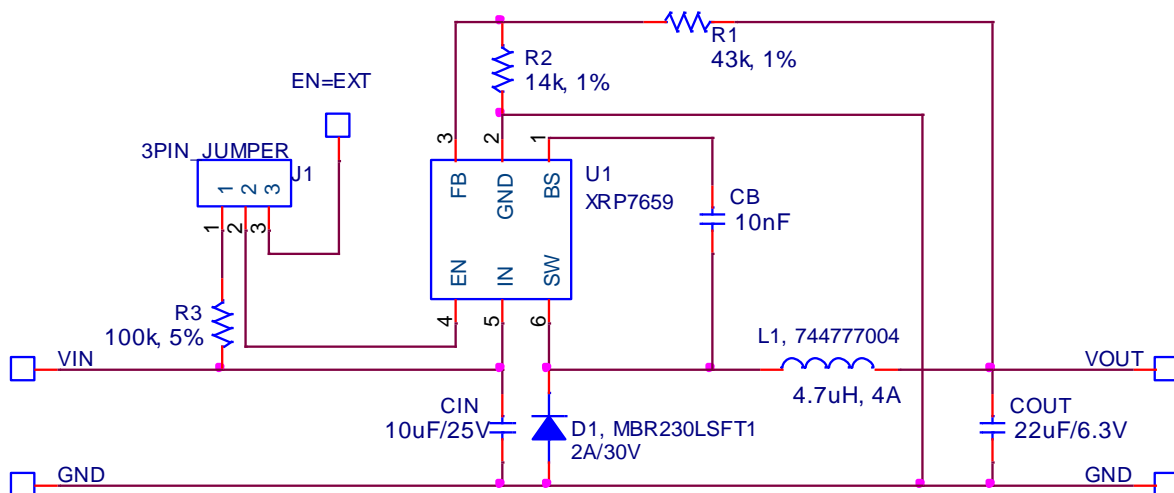 R1
43k, 1%
R2
14k, 1%
EN=EXT
3PIN_JUMPER
J1
1 2 3
1 2 3
3 2 1
FB GND BS
U1
XRP7659
EN IN SW
4 5 6
CB
10nF
R3
100k, 5%
L1, 744777004
4.7uH, 4A
VIN
VOUT
CIN
10uF/25V
D1, MBR230LSFT1
2A/30V
COUT
22uF/6.3V
GND
GND